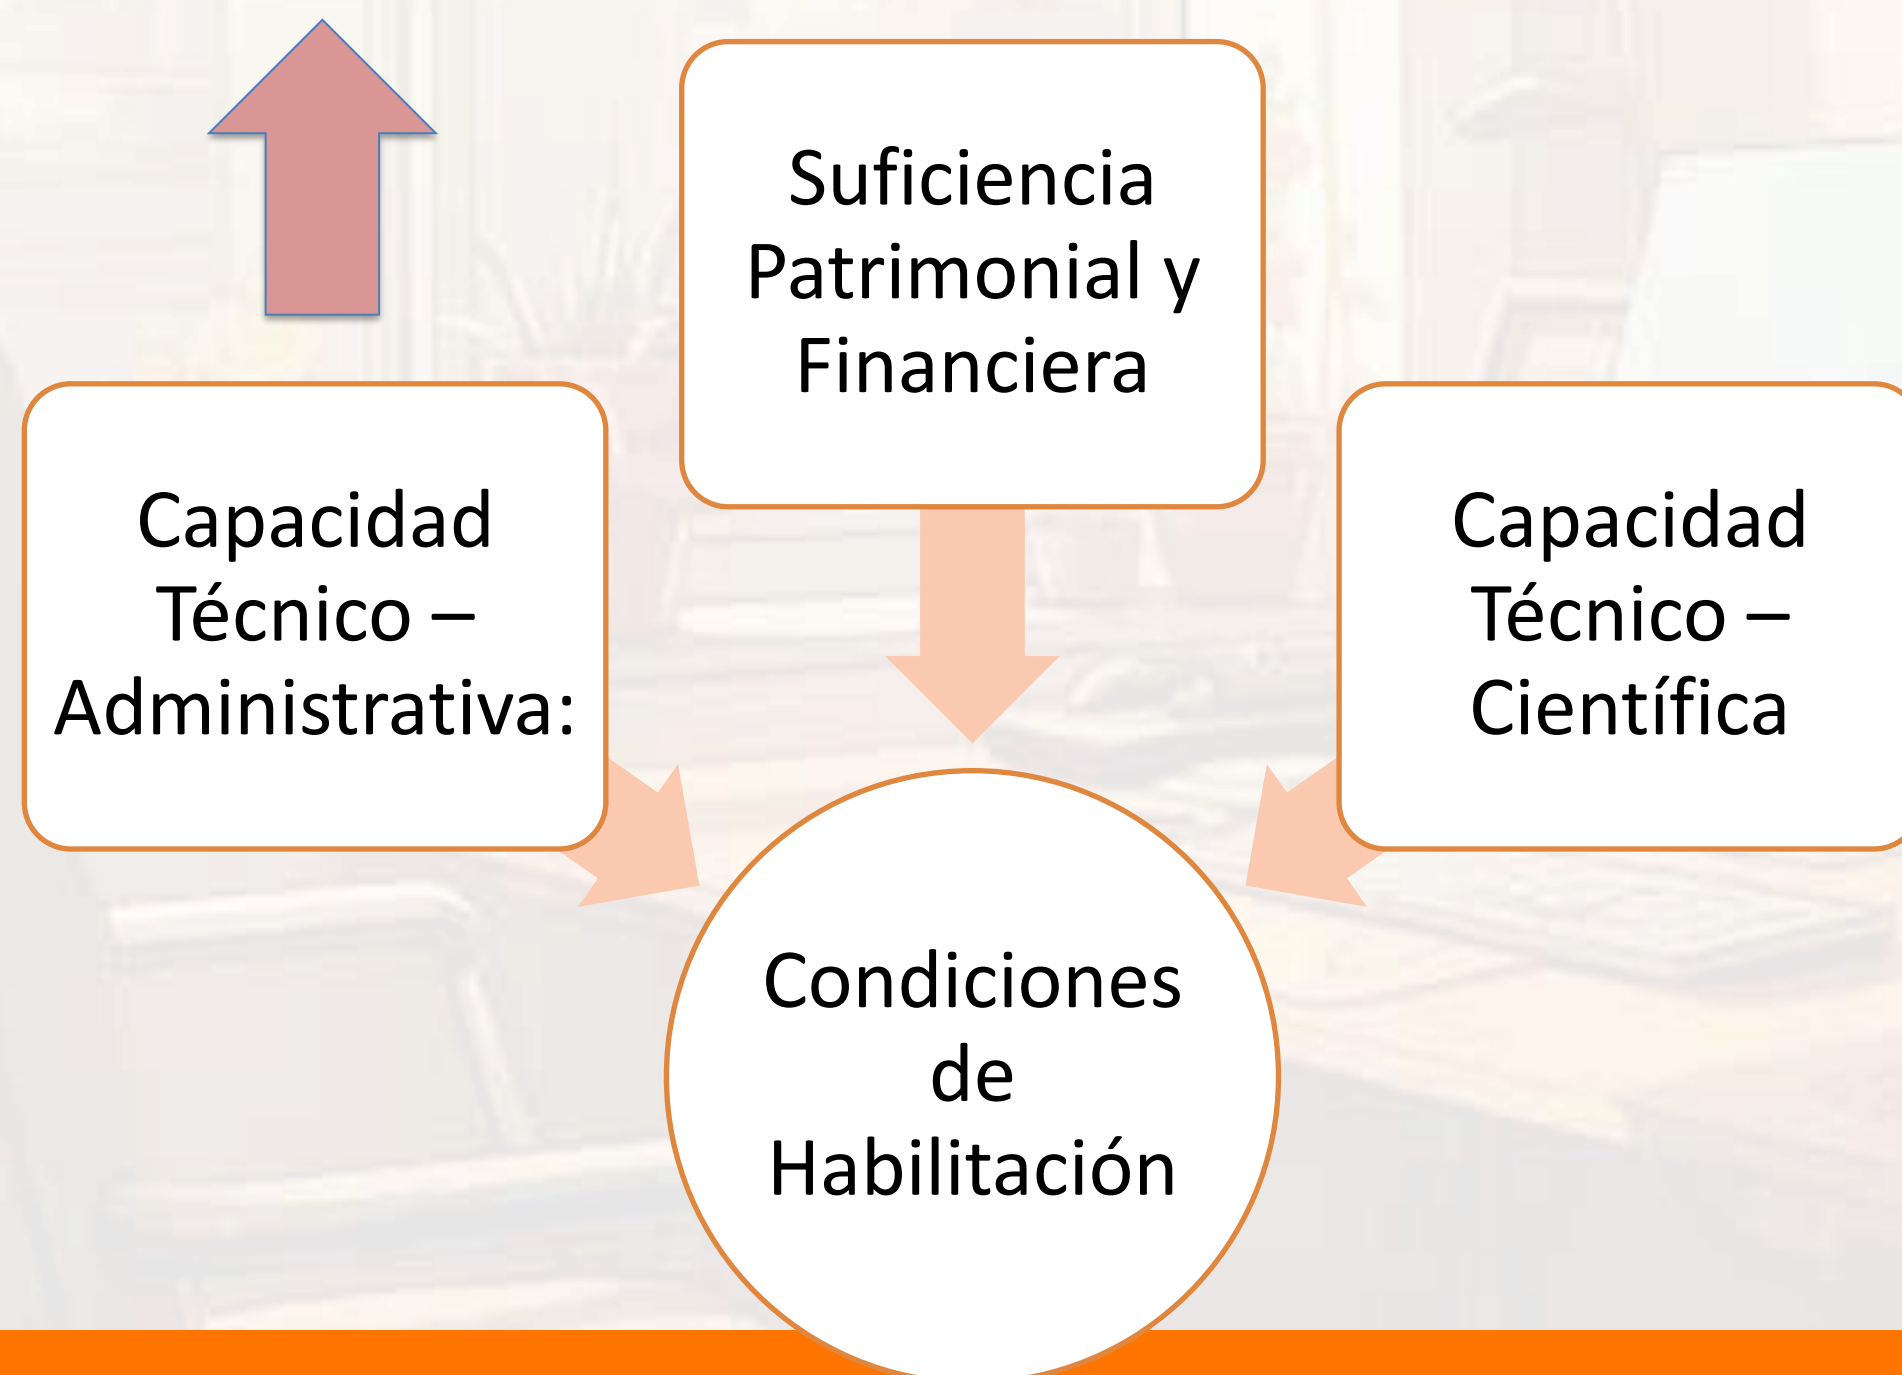 Suficiencia
Patrimonial y
Financiera
Capacidad
Técnico –
Administrativa:
Capacidad
Técnico –
Científica
Condiciones
de
Habilitación